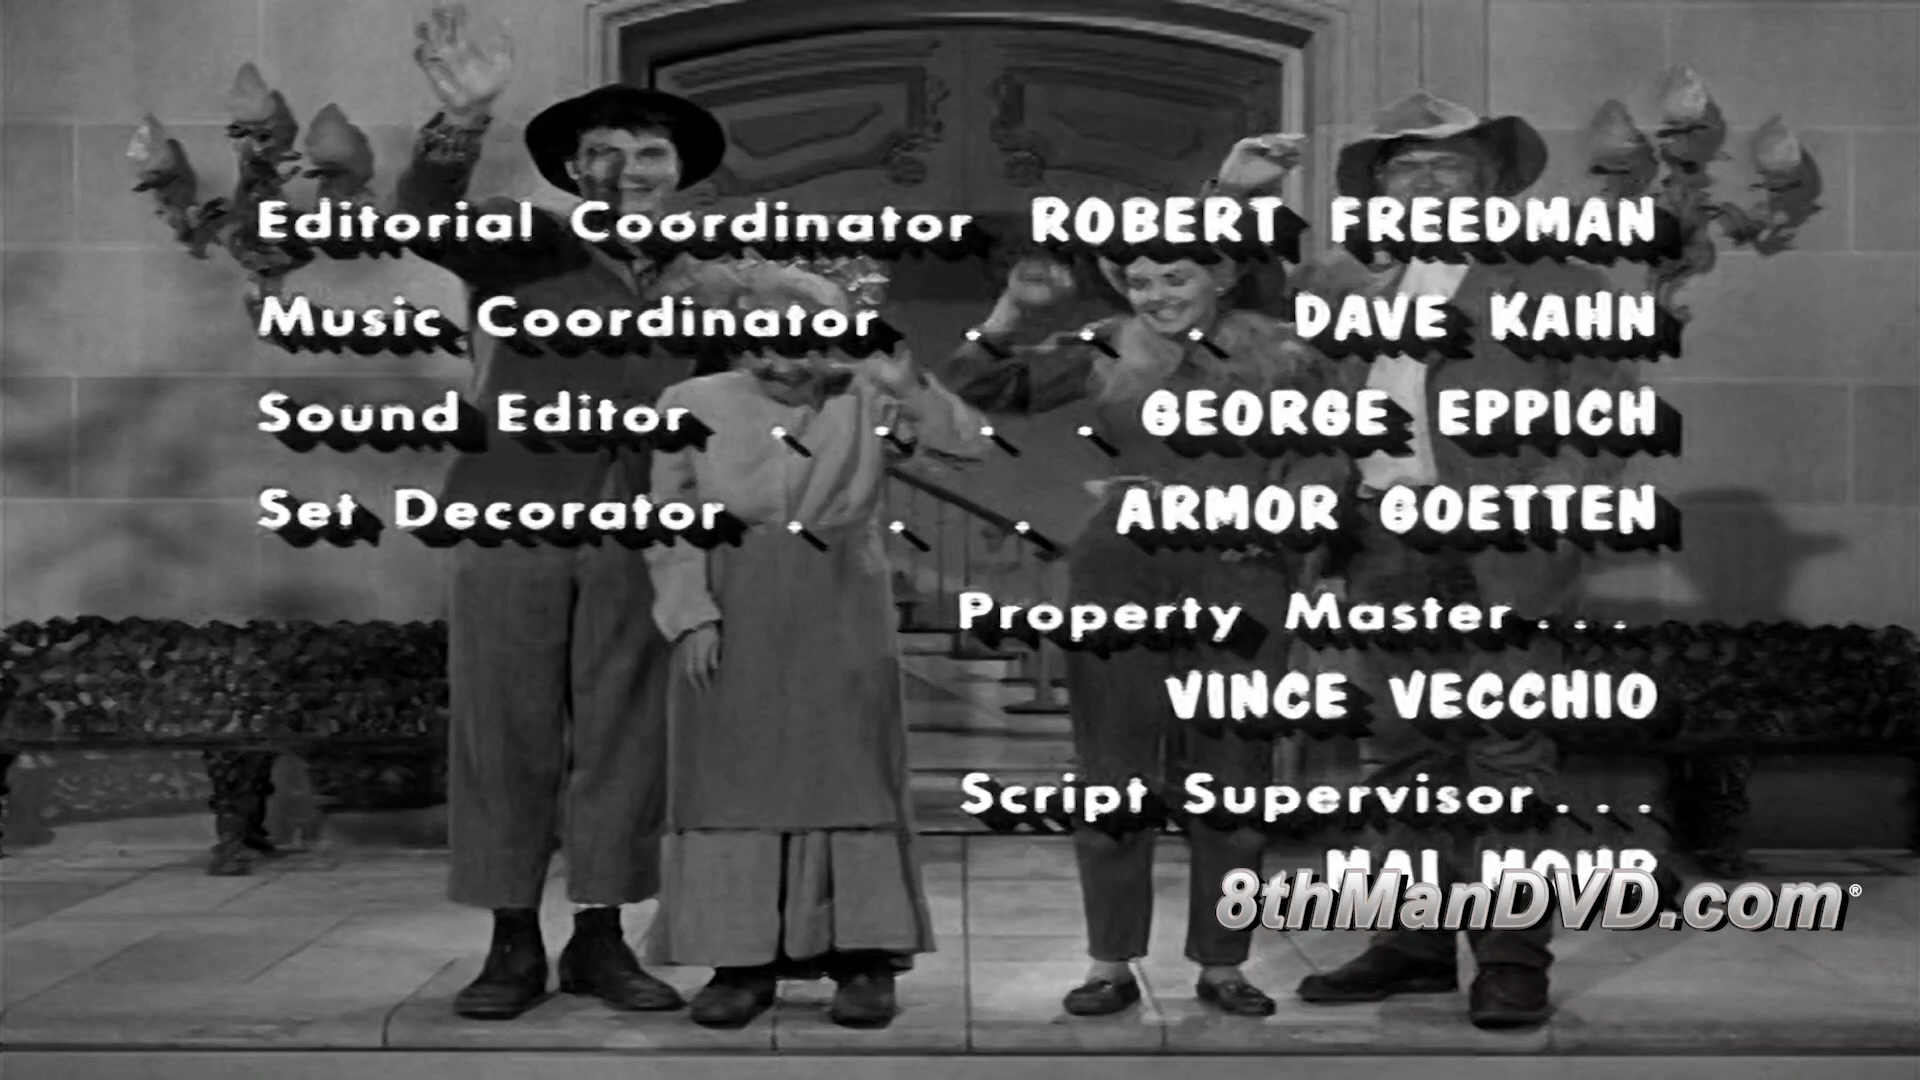 Editorial Coordinator ROBERT FREEDMAN
Music Coordinator . . . DAVE KAHN
Sound Editor . . . . GEORGE EPPICH
Set Decorator . . . ARMOR GOETTEN
Property Master . . .
VINCE VECCHIO
Script Supervisor . . .
8thManDVD.com®